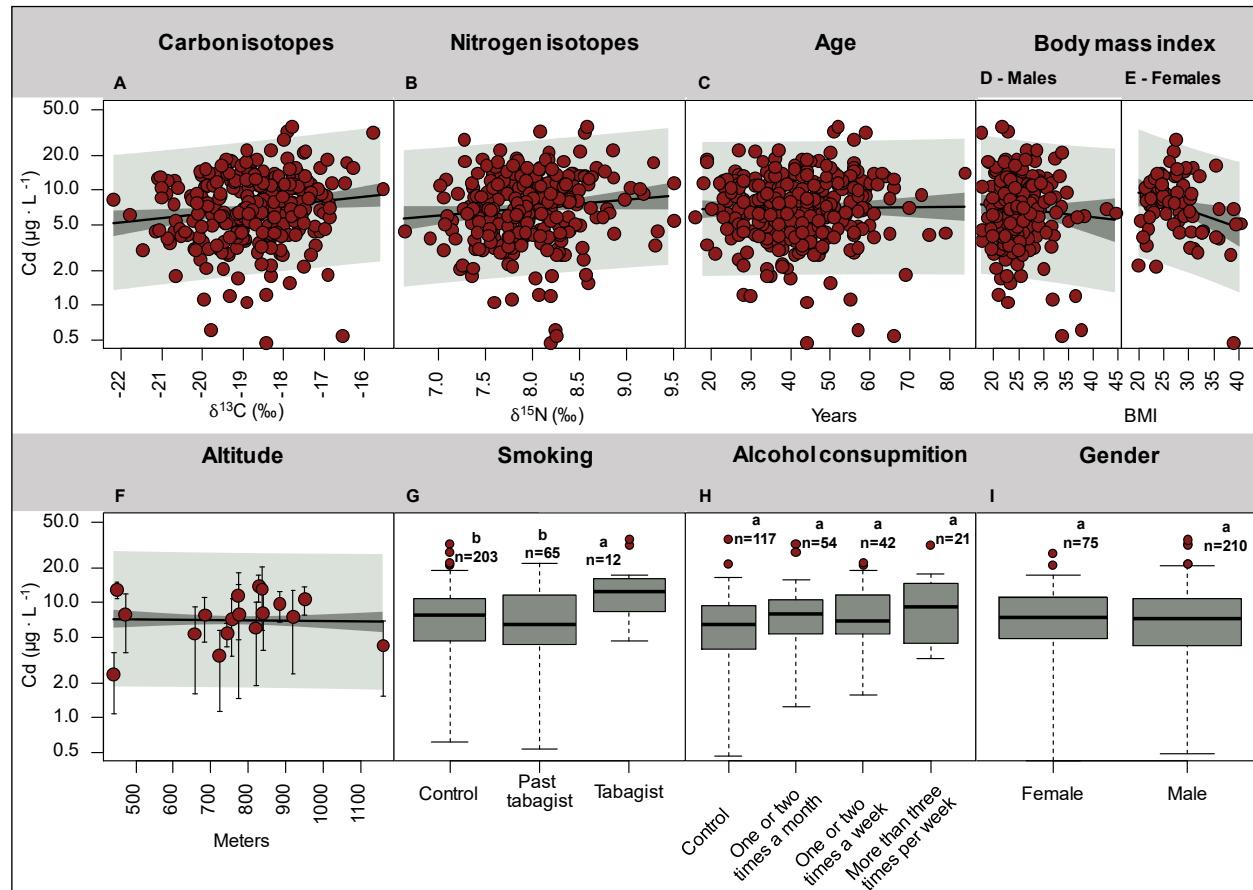 Carbon isotopes
Nitrogen isotopes
Age
Body mass index
A
B
C
D - Males
E - Females
Cd (µg · L⁻¹)
50.0
20.0
10.0
5.0
2.0
1.0
0.5
-22
-21
-20
-19
-18
-17
-16
δ¹³C (‰)
7.0
7.5
8.0
8.5
9.0
9.5
δ¹⁵N (‰)
20
30
40
50
60
70
80
Years
20
25
30
35
40
45
20
25
30
35
40
BMI
Altitude
Smoking
Alcohol consupmition
Gender
F
G
H
I
Cd (µg · L⁻¹)
50.0
20.0
10.0
5.0
2.0
1.0
0.5
500
600
700
800
900
1000
1100
Meters
b
n=203
b
n=65
a
n=12
Control
Past
tabagist
Tabagist
a
n=117
a
n=54
a
n=42
a
n=21
Control
One or two
times a month
One or two
times a week
More than three
times per week
a
n=75
a
n=210
Female
Male